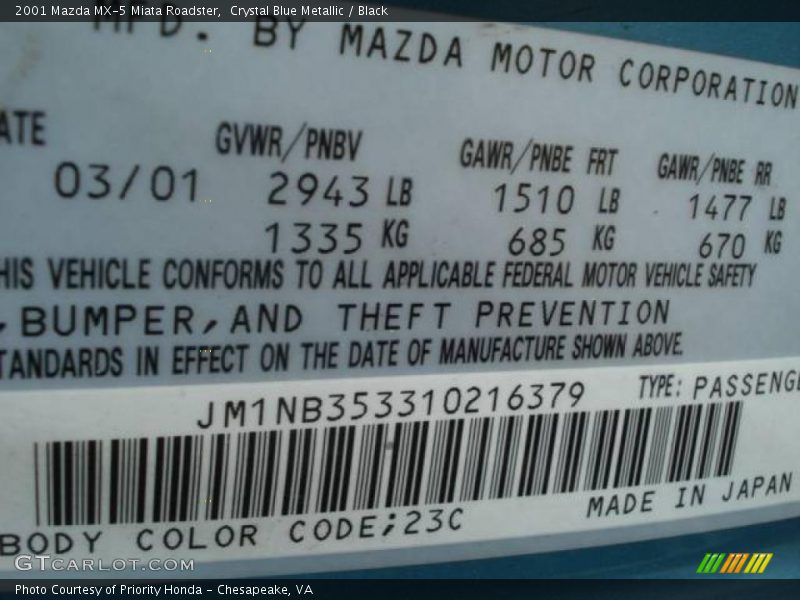 2001 Mazda MX-5 Miata Roadster, Crystal Blue Metallic / Black
MFD. BY MAZDA MOTOR CORPORATION
ATE GVWR/PNBV GAWR/PNBE FRT GAWR/PNBE RR
03/01 2943 LB 1510 LB 1477 LB
1335 KG 685 KG 670 KG
HIS VEHICLE CONFORMS TO ALL APPLICABLE FEDERAL MOTOR VEHICLE SAFETY
,BUMPER,AND THEFT PREVENTION
TANDARDS IN EFFECT ON THE DATE OF MANUFACTURE SHOWN ABOVE.
JM1NB353310216379 TYPE: PASSENGE
BODY COLOR CODE;23C MADE IN JAPAN
GTCARLOT.COM
Photo Courtesy of Priority Honda - Chesapeake, VA